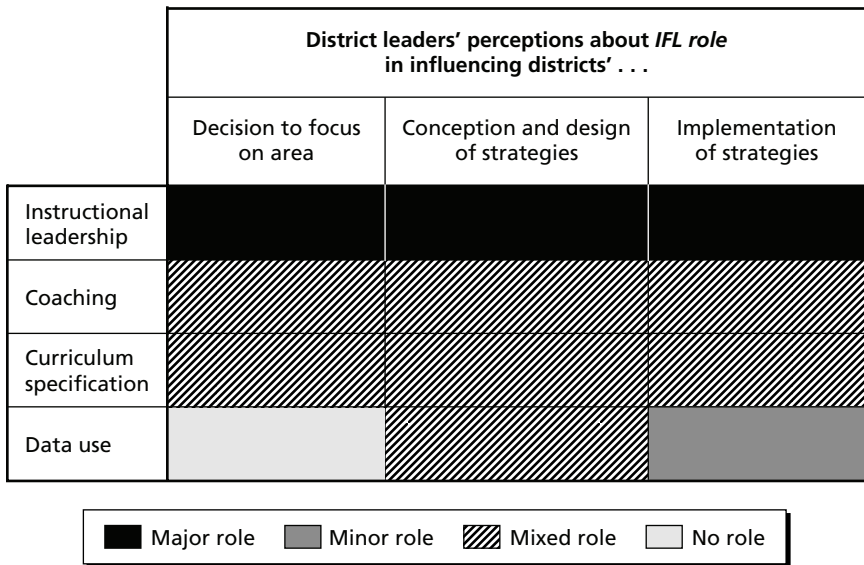 District leaders’ perceptions about IFL role
in influencing districts’ . . .
Decision to focus
on area
Conception and design
of strategies
Implementation
of strategies
Instructional
leadership
Coaching
Curriculum
specification
Data use
Major role
Minor role
Mixed role
No role